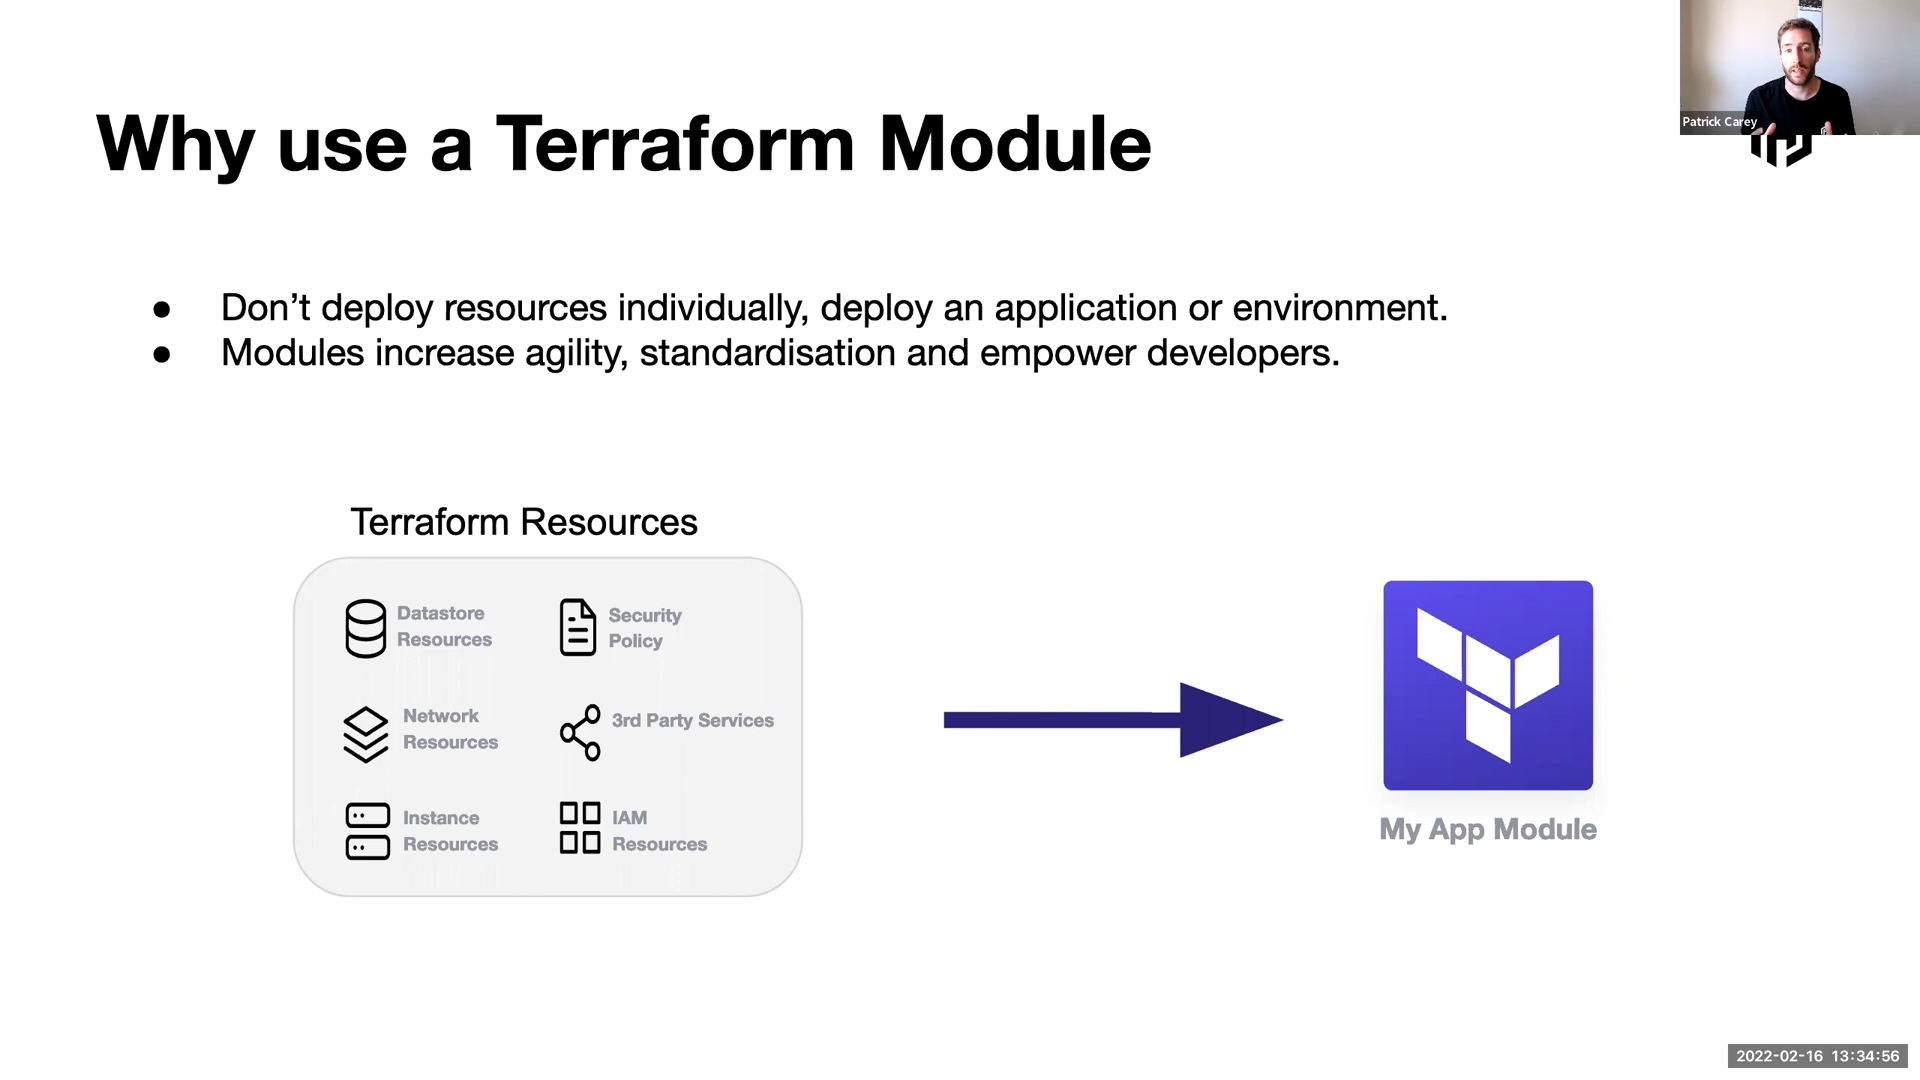 Patrick Carey
Why use a Terraform Module
● Don’t deploy resources individually, deploy an application or environment.
● Modules increase agility, standardisation and empower developers.
Terraform Resources
Datastore
Resources
Security
Policy
Network
Resources
3rd Party Services
Instance
Resources
IAM
Resources
My App Module
2022-02-16 13:34:56